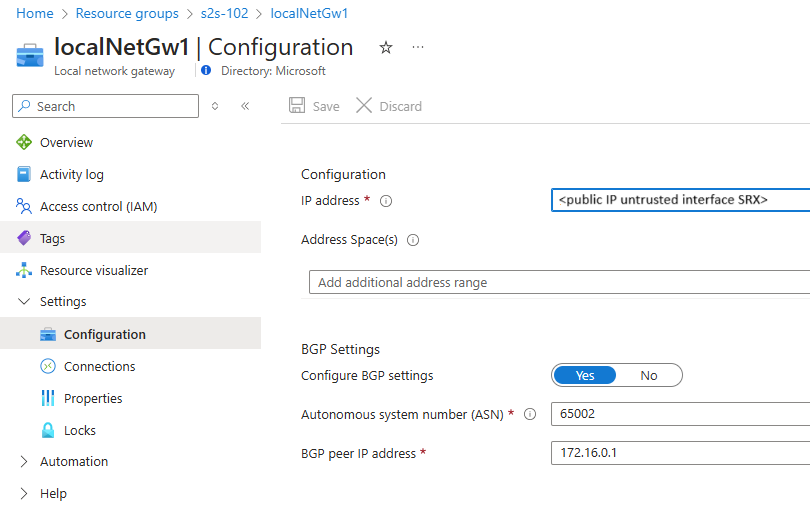 Home > Resource groups > s2s-102 > localNetGw1
localNetGw1 | Configuration
Local network gateway
Directory: Microsoft
Search
Save
Discard
Overview
Activity log
Access control (IAM)
Tags
Resource visualizer
Settings
Configuration
Connections
Properties
Locks
Automation
Help
Configuration
IP address *
<public IP untrusted interface SRX>
Address Space(s)
Add additional address range
BGP Settings
Configure BGP settings
Yes
No
Autonomous system number (ASN) *
65002
BGP peer IP address *
172.16.0.1